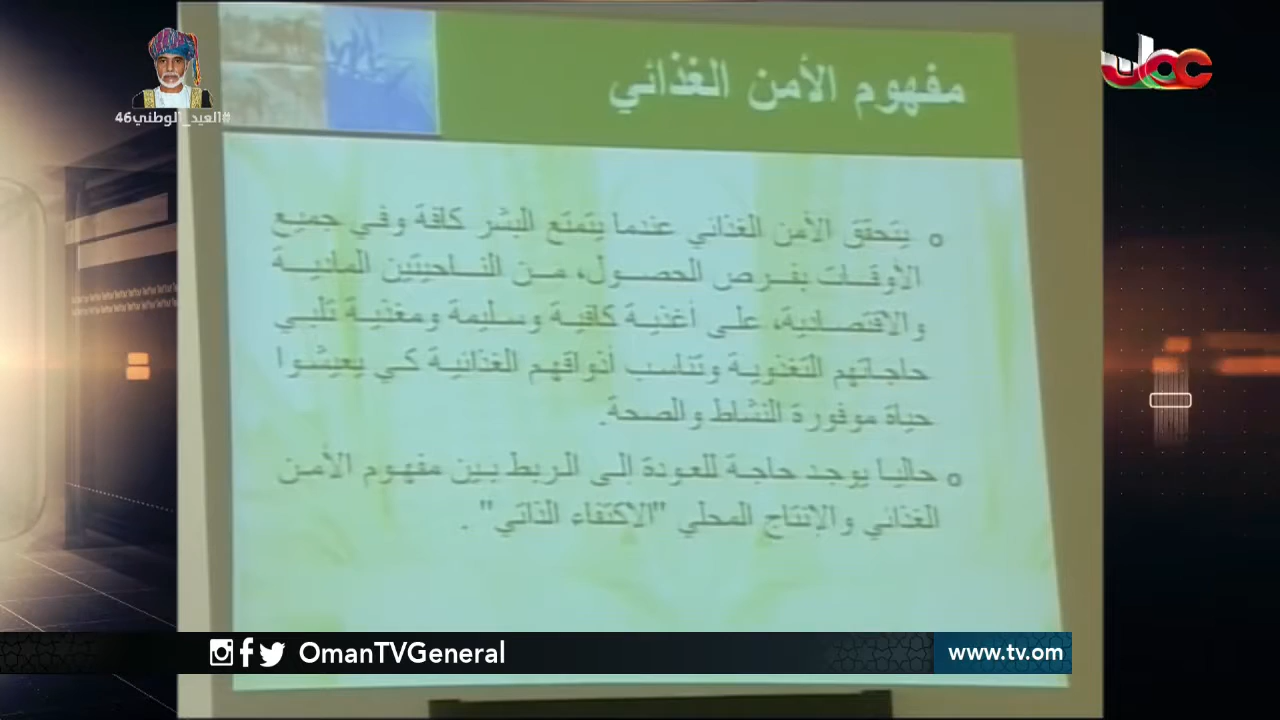 عمان
#العيد_الوطني46
مفهوم الأمن الغذائي
يتحقق الأمن الغذائي عندما يتمتع البشر كافة وفي جميع
الأوقات بفرص الحصول، من الناحيتين المادية
والاقتصادية، على أغذية كافية وسليمة ومغذية تلبي
حاجاتهم التغذوية وتناسب أذواقهم الغذائية كي يعيشوا
حياة موفورة النشاط والصحة.
حاليا يوجد حاجة للعودة إلى الربط بين مفهوم الأمن
الغذائي والإنتاج المحلي "الاكتفاء الذاتي" .
OmanTVGeneral
www.tv.om